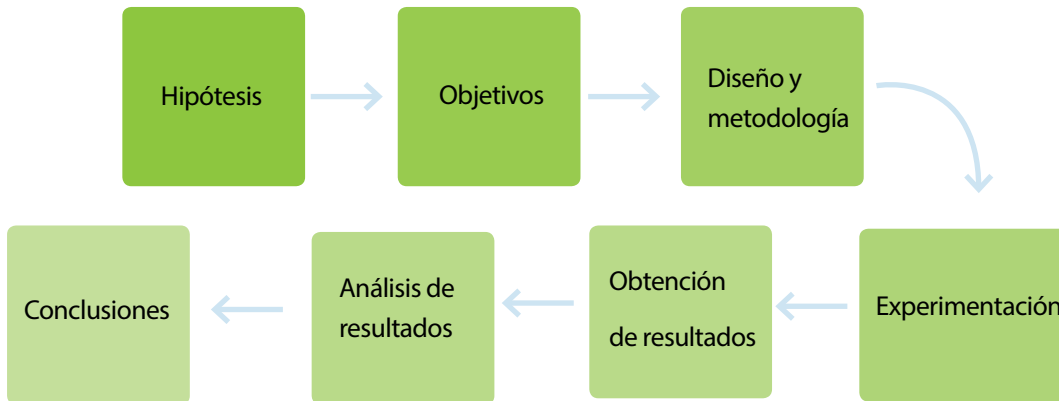 Hipótesis
Objetivos
Diseño y
metodología
Experimentación
Obtención
de resultados
Análisis de
resultados
Conclusiones